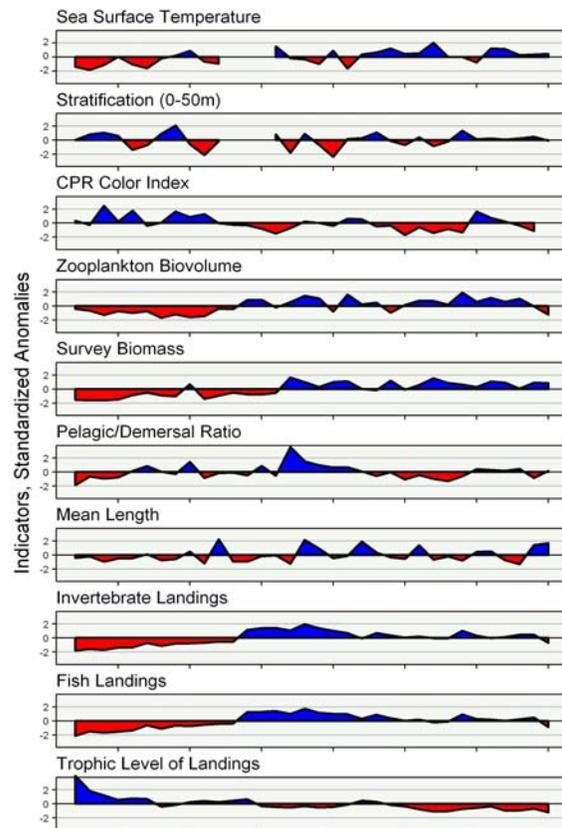 Sea Surface Temperature
2
0
-2
Stratification (0-50m)
2
0
-2
CPR Color Index
2
0
-2
Zooplankton Biovolume
2
0
-2
Survey Biomass
2
0
-2
Pelagic/Demersal Ratio
2
0
-2
Mean Length
2
0
-2
Invertebrate Landings
2
0
-2
Fish Landings
2
0
-2
Trophic Level of Landings
2
0
-2
Indicators, Standardized Anomalies